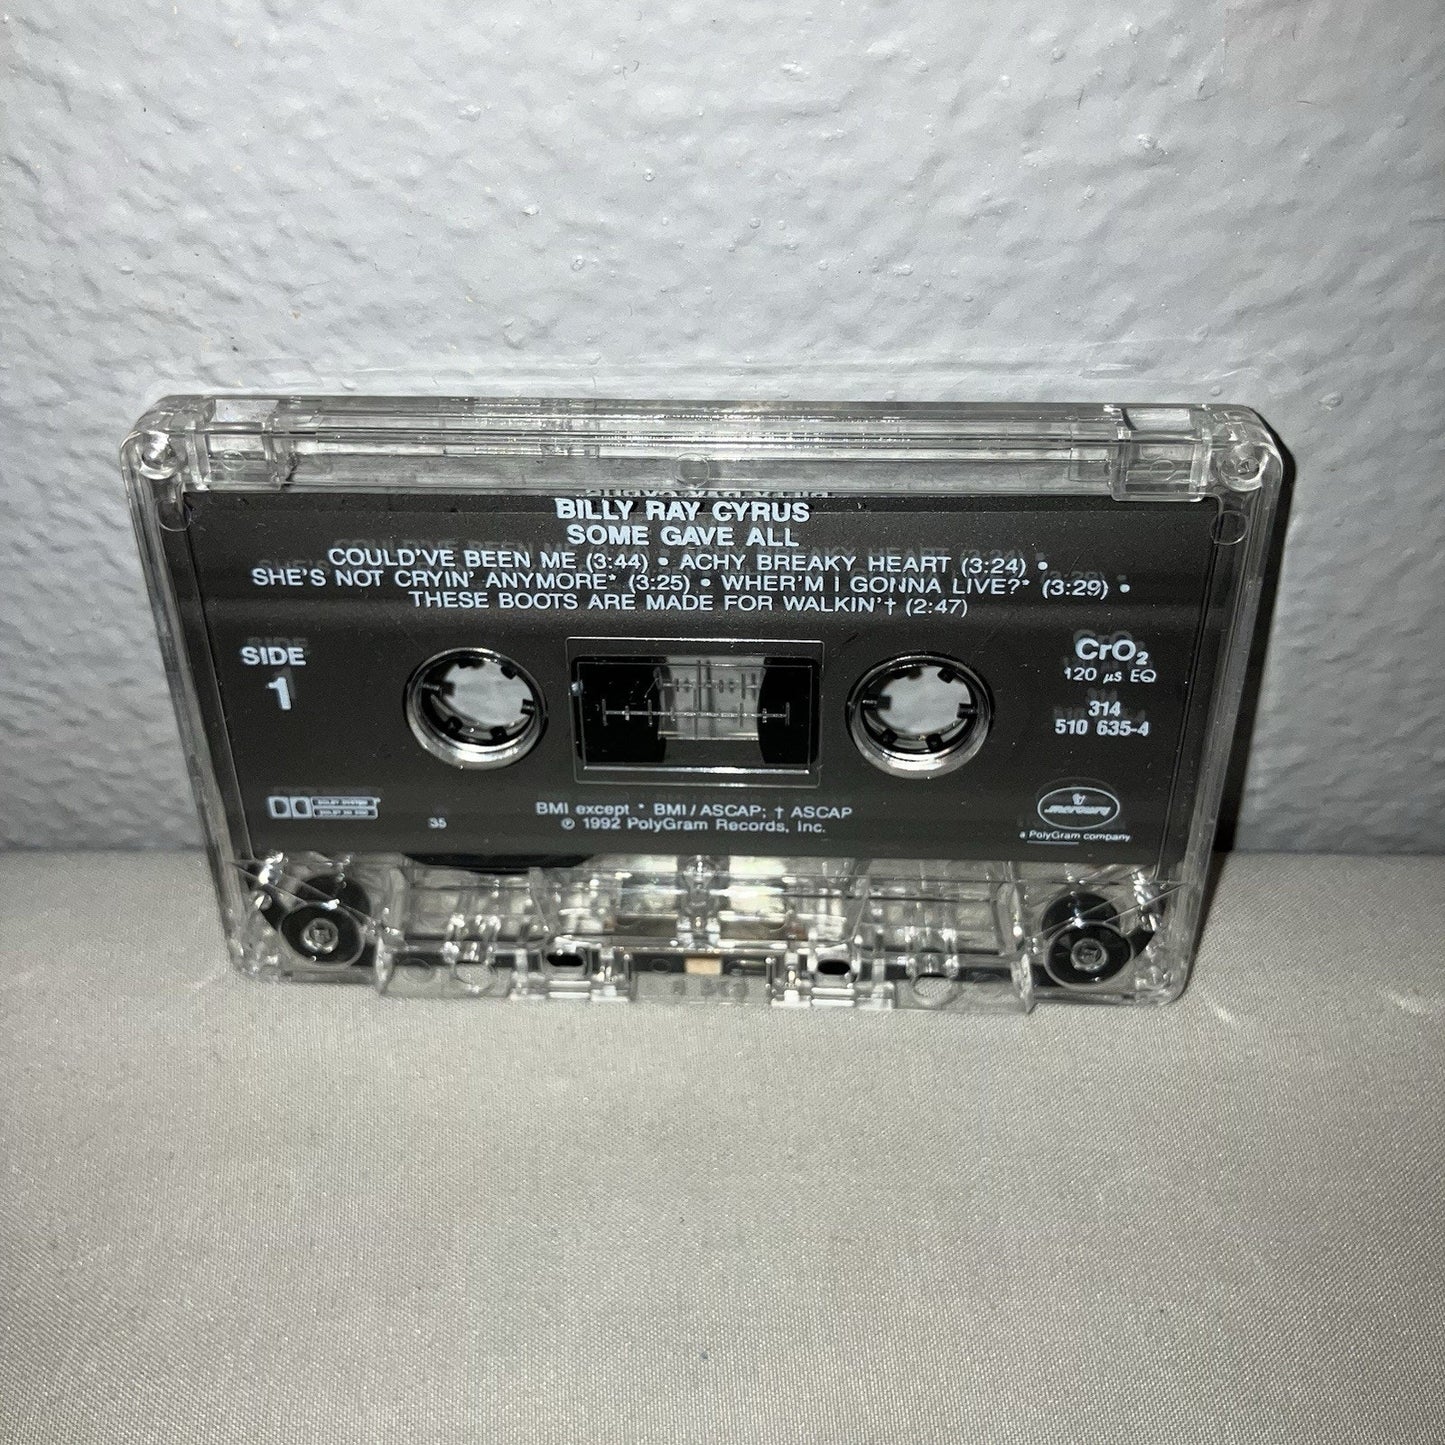 BILLY RAY CYRUS
SOME GAVE ALL
COULD'VE BEEN ME (3:44) • ACHY BREAKY HEART (3:24) •
SHE'S NOT CRYIN' ANYMORE* (3:25) • WHER'M I GONNA LIVE?* (3:29) •
THESE BOOTS ARE MADE FOR WALKIN'† (2:47)
SIDE
1
CrO₂
120 µs EQ
314
510 635-4
DOLBY SYSTEM
35
BMI except * BMI/ASCAP; † ASCAP
℗ 1992 PolyGram Records, Inc.
mercury
a PolyGram company